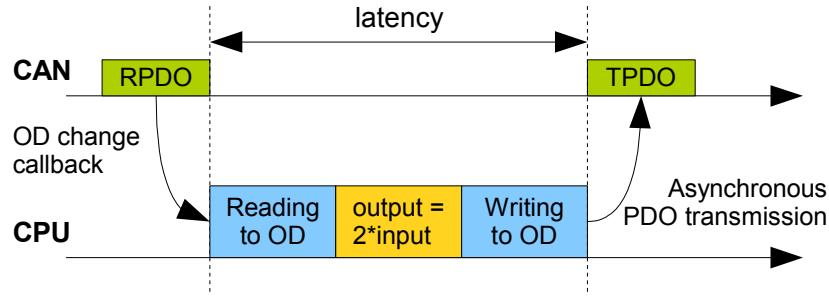 latency
CAN
RPDO
TPDO
OD change
callback
Reading
to OD
output =
2*input
Writing
to OD
Asynchronous
PDO transmission
CPU